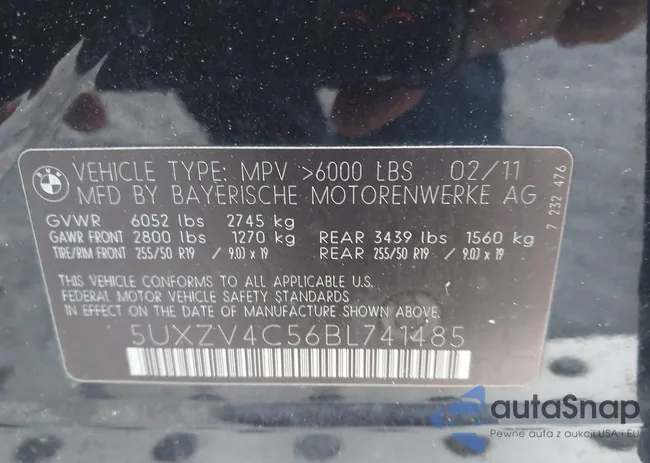 BMW
VEHICLE TYPE: MPV >6000 LBS 02/11
MFD BY BAYERISCHE MOTORENWERKE AG
GVWR 6052 lbs 2745 kg
GAWR FRONT 2800 lbs 1270 kg REAR 3439 lbs 1560 kg
TIRE/RIM FRONT 255/50 R19 / 9.0J x 19 REAR 255/50 R19 / 9.0J x 19
THIS VEHICLE CONFORMS TO ALL APPLICABLE U.S.
FEDERAL MOTOR VEHICLE SAFETY STANDARDS IN
EFFECT ON THE DATE OF MANUFACTURE SHOWN ABOVE.
5UXZV4C56BL741485
7 232 476
autaSnap
Pewne auta z aukcji USA i EU